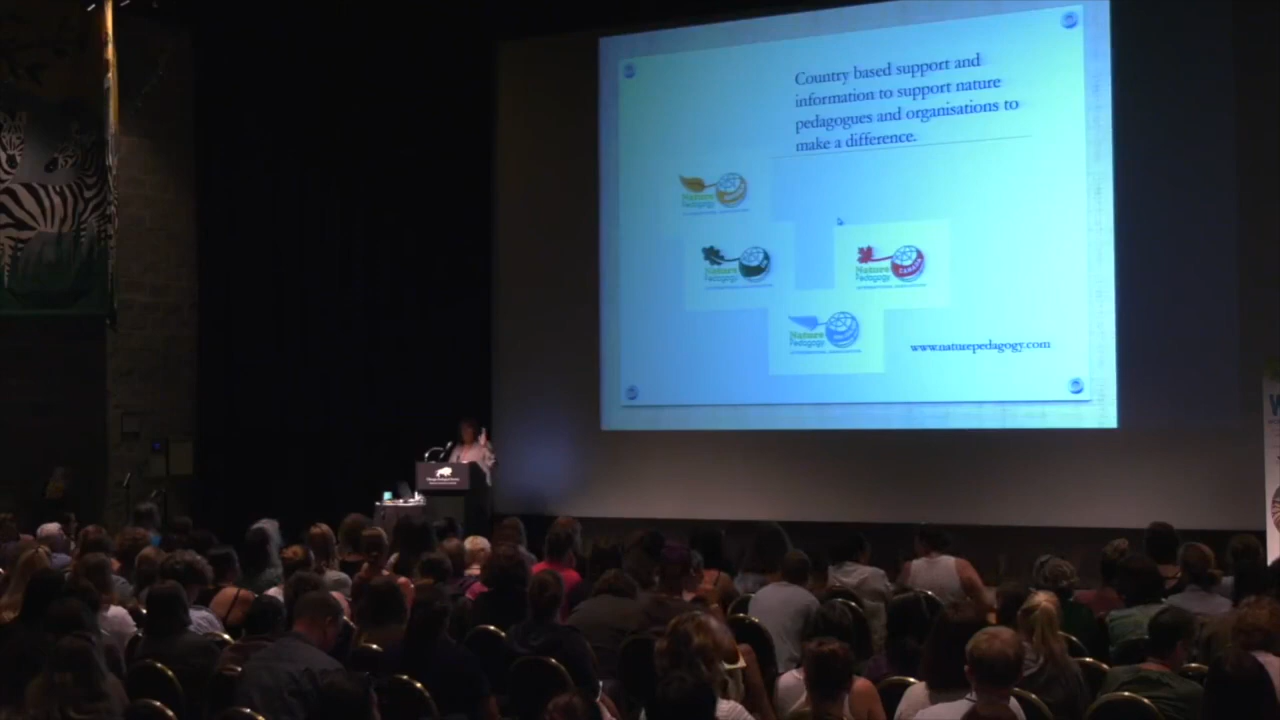 Country based support and
information to support nature
pedagogues and organisations to
make a difference.
Nature
Pedagogy
Nature
Pedagogy
Nature
Pedagogy
CANADA
Nature
Pedagogy
www.naturepedagogy.com